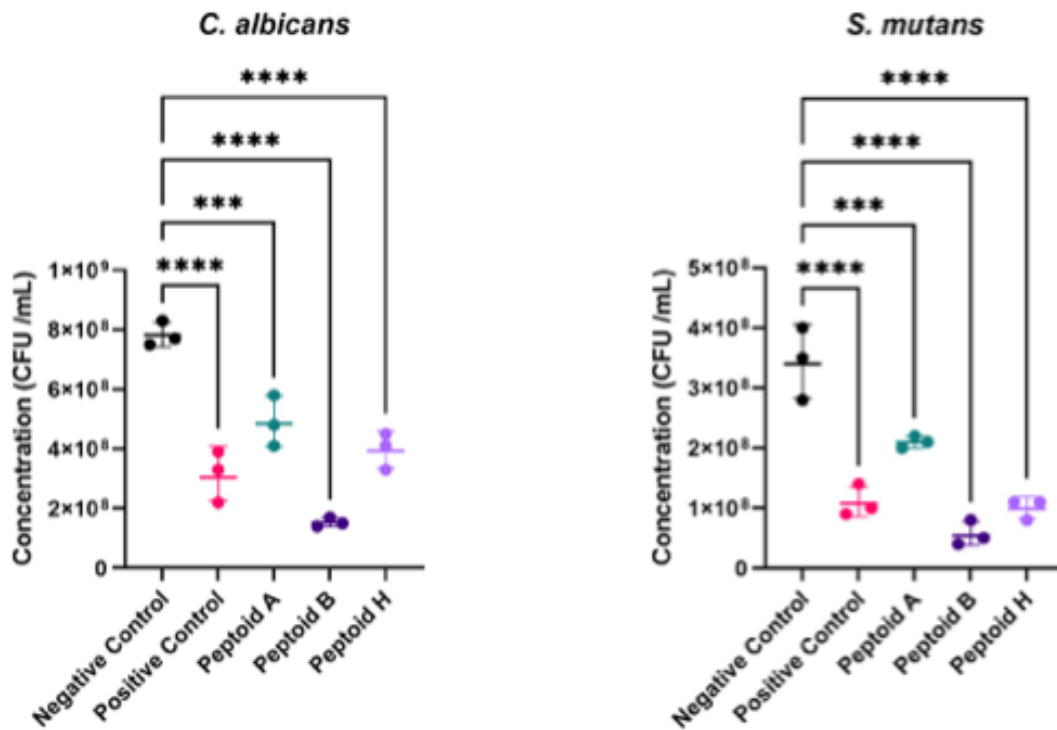 C. albicans
****
****
***
****
1×10⁹
8×10⁸
6×10⁸
4×10⁸
2×10⁸
0
Concentration (CFU /mL)
Negative Control
Positive Control
Peptoid A
Peptoid B
Peptoid H
S. mutans
****
****
***
****
5×10⁸
4×10⁸
3×10⁸
2×10⁸
1×10⁸
0
Concentration (CFU /mL)
Negative Control
Positive Control
Peptoid A
Peptoid B
Peptoid H